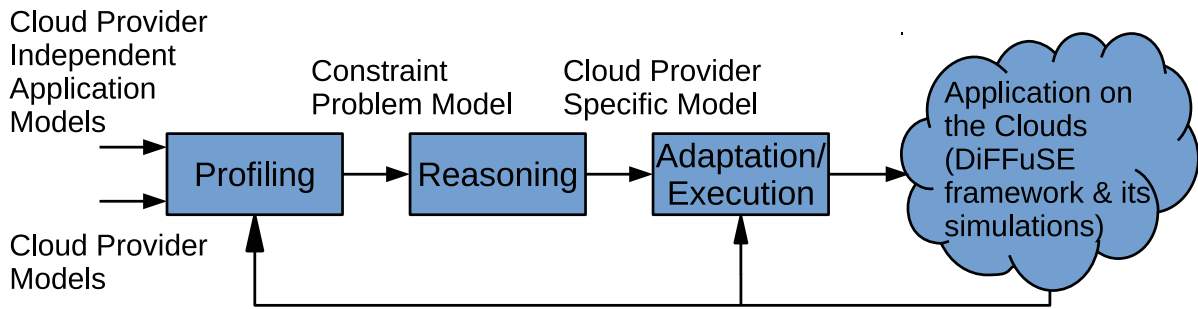 Cloud Provider
Independent
Application
Models
Constraint
Problem Model
Cloud Provider
Specific Model
Profiling
Reasoning
Adaptation/
Execution
Application on
the Clouds
(DiFFuSE
framework & its
simulations)
Cloud Provider
Models